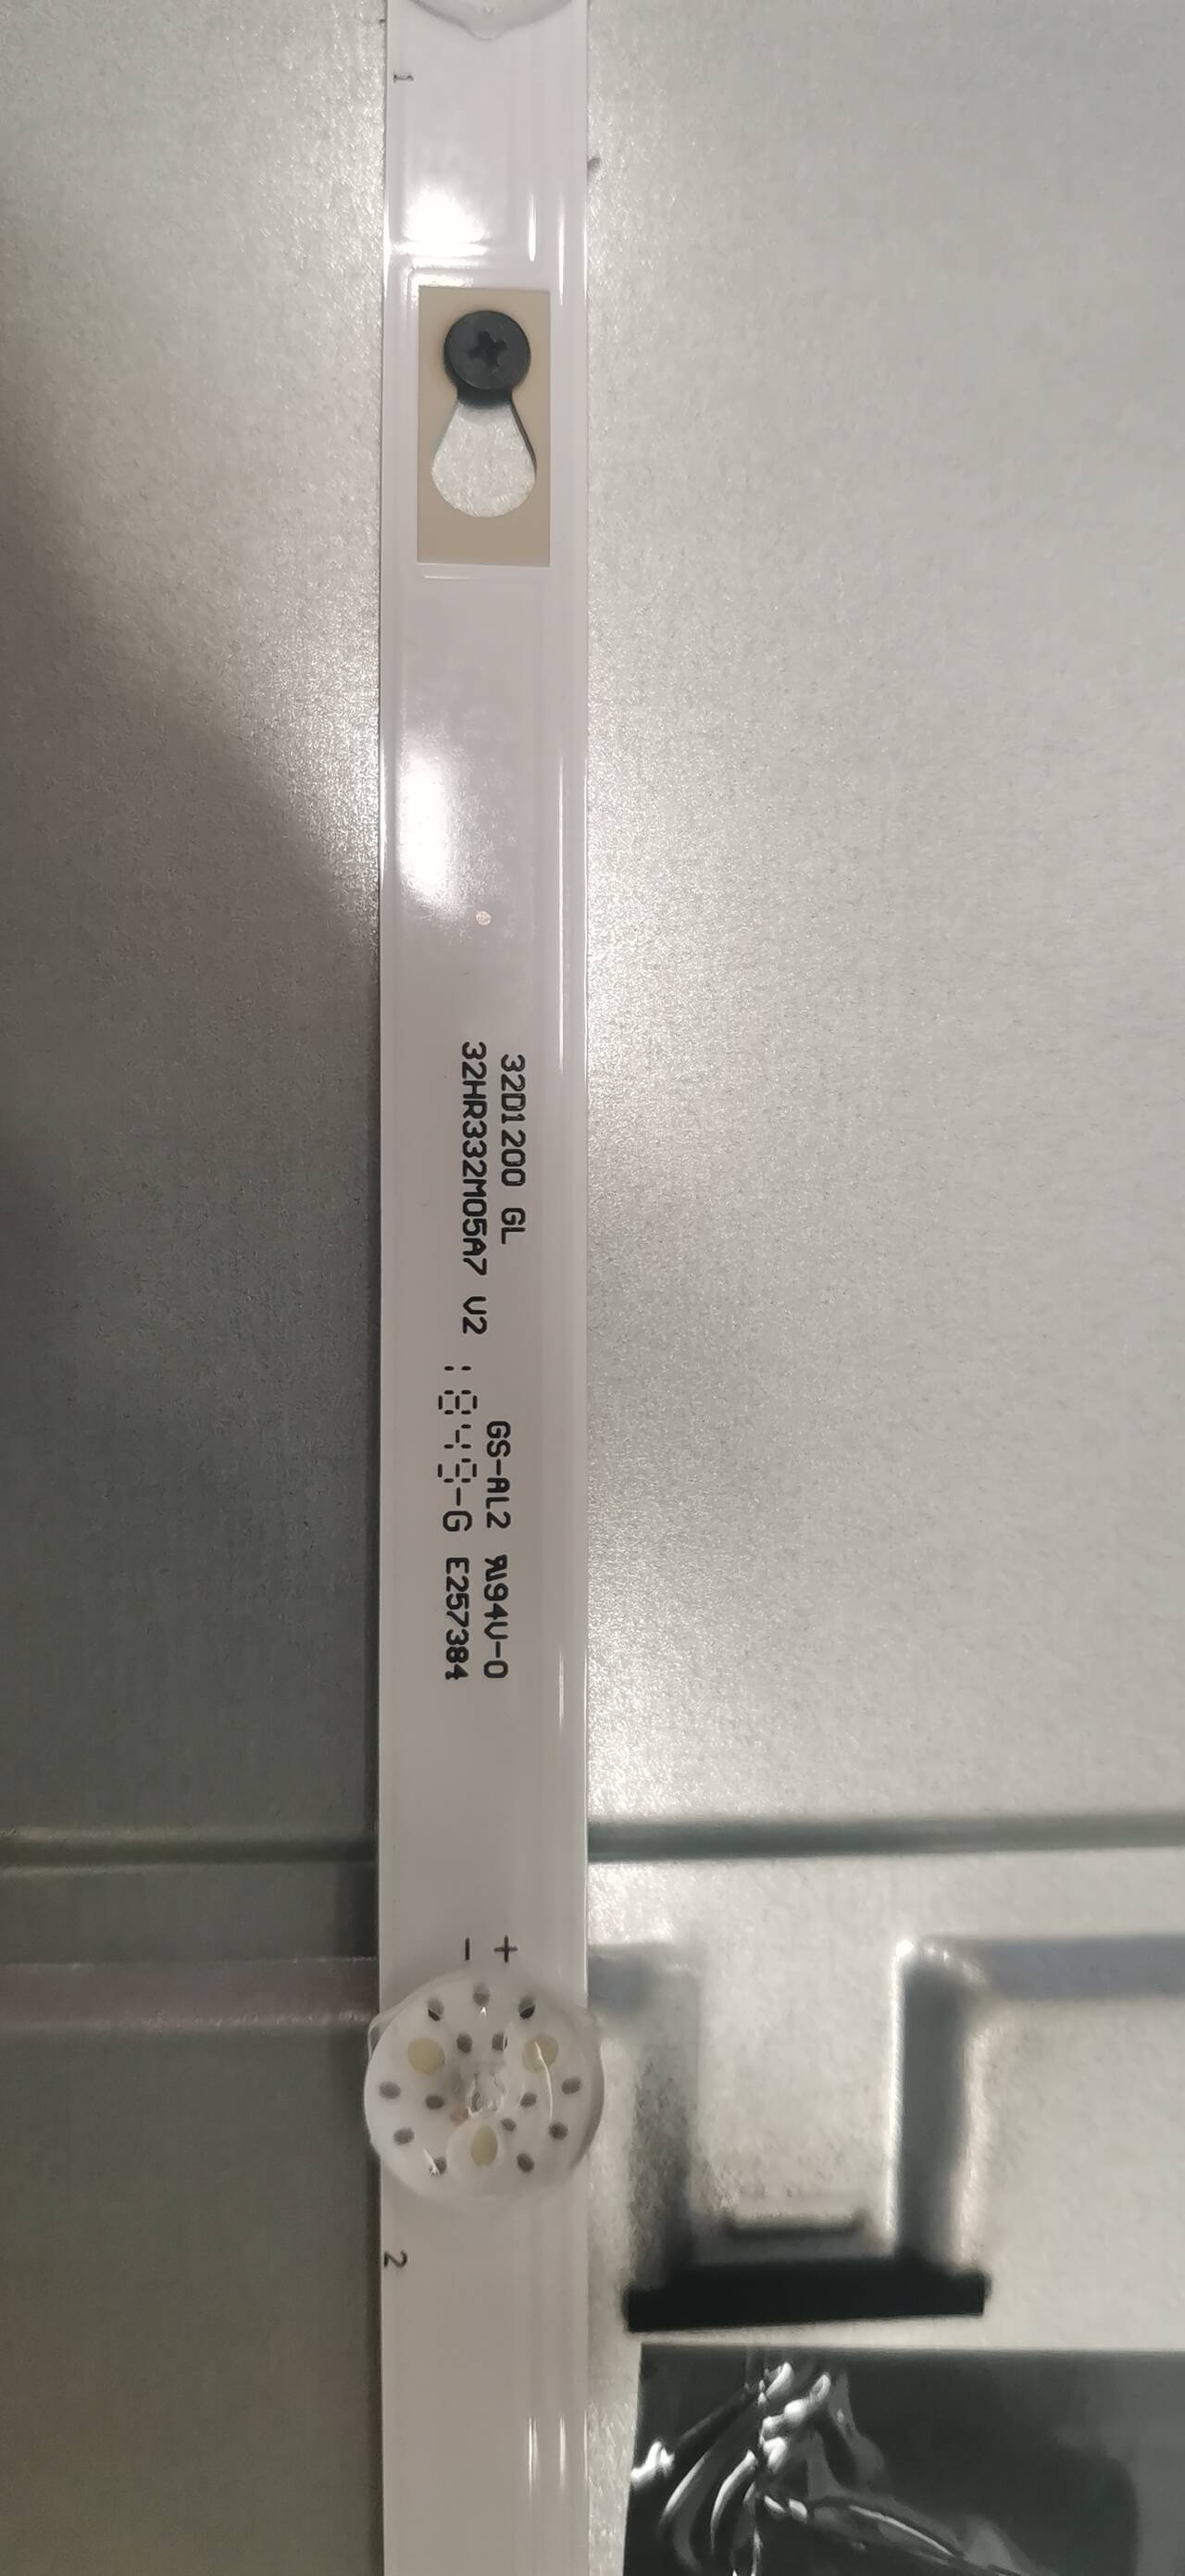 1
32D1200 GL
32HR332M05A7 V2
GS-AL2 94V-0
-G E257384
- +
2